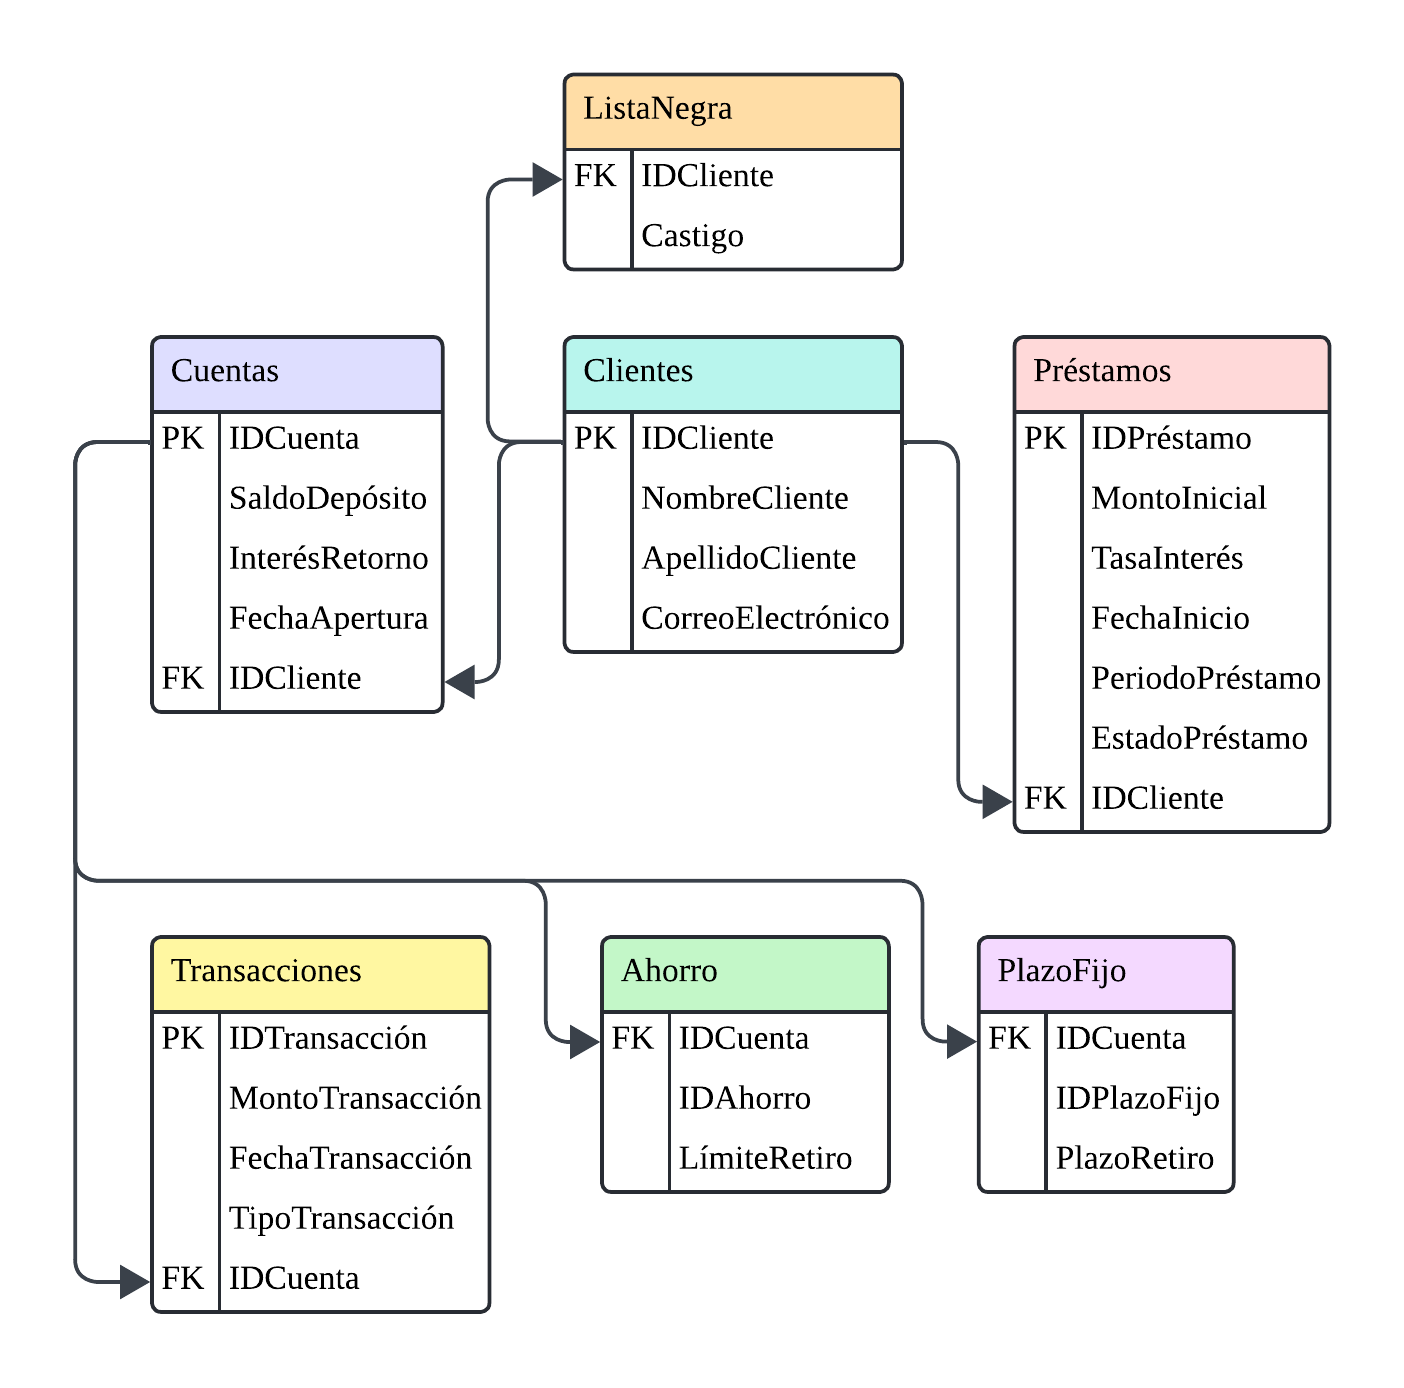 ListaNegra
FK IDCliente
Castigo
Cuentas
PK IDCuenta
SaldoDepósito
InterésRetorno
FechaApertura
FK IDCliente
Clientes
PK IDCliente
NombreCliente
ApellidoCliente
CorreoElectrónico
Préstamos
PK IDPréstamo
MontoInicial
TasaInterés
FechaInicio
PeriodoPréstamo
EstadoPréstamo
FK IDCliente
Transacciones
PK IDTransacción
MontoTransacción
FechaTransacción
TipoTransacción
FK IDCuenta
Ahorro
FK IDCuenta
IDAhorro
LímiteRetiro
PlazoFijo
FK IDCuenta
IDPlazoFijo
PlazoRetiro